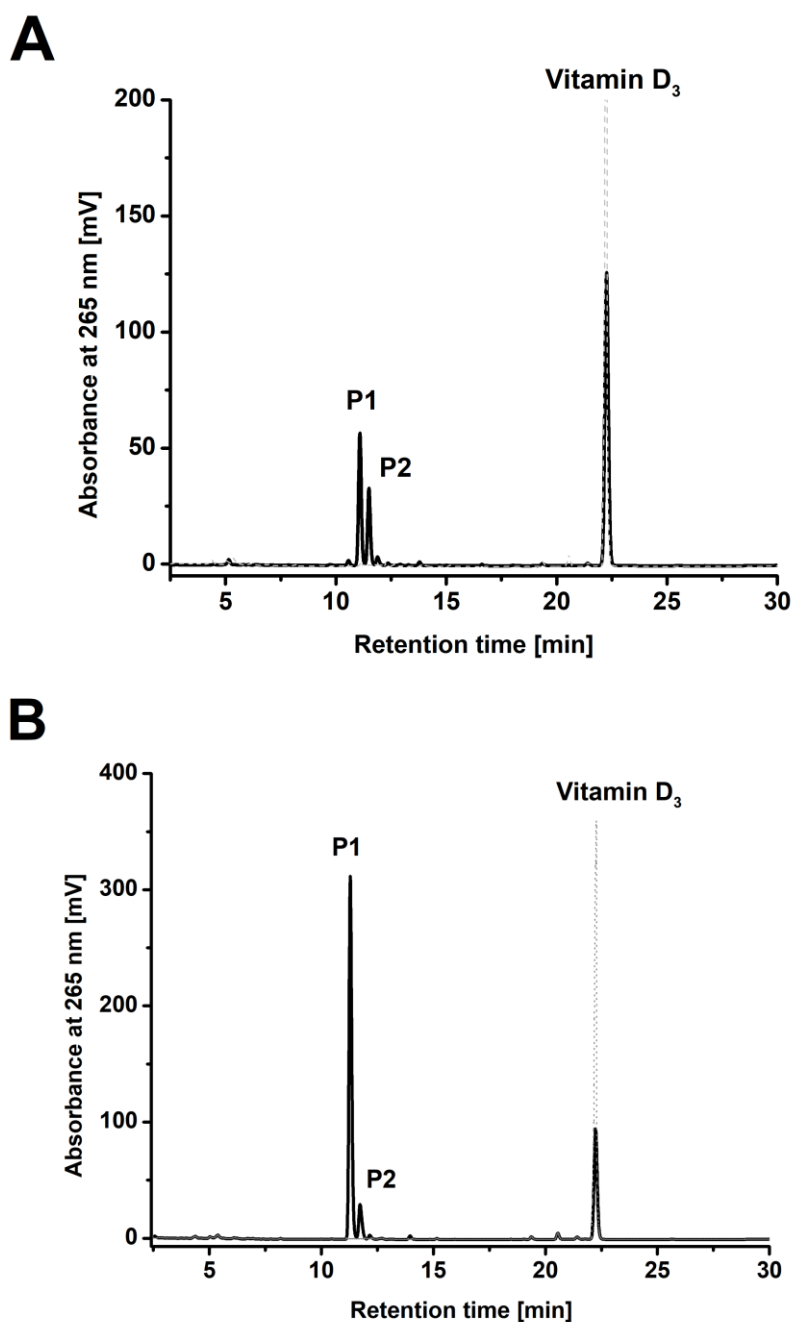 A
Vitamin D₃
200
150
100
50
0
Absorbance at 265 nm [mV]
P1
P2
5 10 15 20 25 30
Retention time [min]
B
Vitamin D₃
400
300
200
100
0
Absorbance at 265 nm [mV]
P1
P2
5 10 15 20 25 30
Retention time [min]